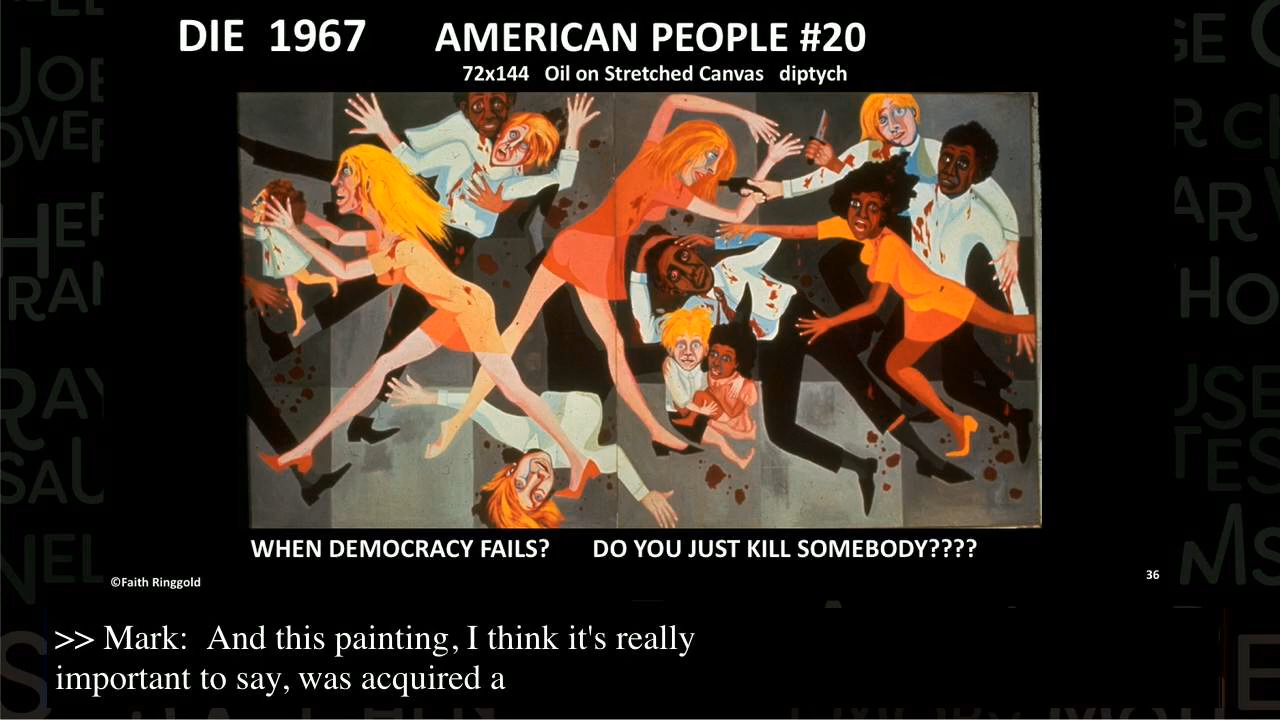 DIE 1967 AMERICAN PEOPLE #20
72x144 Oil on Stretched Canvas diptych
WHEN DEMOCRACY FAILS? DO YOU JUST KILL SOMEBODY????
©Faith Ringgold
36
>> Mark: And this painting, I think it's really
important to say, was acquired a